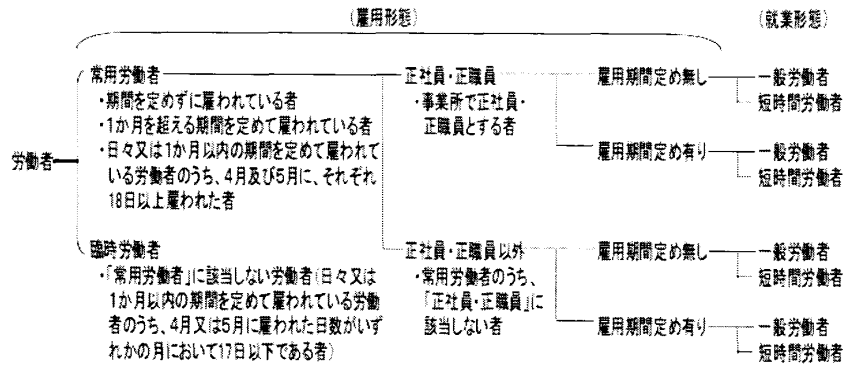 (雇用形態)
(就業形態)
労働者
常用労働者
・期間を定めずに雇われている者
・1か月を超える期間を定めて雇われている者
・日々又は1か月以内の期間を定めて雇われて
いる労働者のうち、4月及び5月に、それぞれ
18日以上雇われた者
正社員・正職員
・事業所で正社員・
正職員とする者
雇用期間定め無し
一般労働者
短時間労働者
雇用期間定め有り
一般労働者
短時間労働者
臨時労働者
・「常用労働者」に該当しない労働者(日々又は
1か月以内の期間を定めて雇われている労働
者のうち、4月又は5月に雇われた日数がいず
れかの月において17日以下である者)
正社員・正職員以外
・常用労働者のうち、
「正社員・正職員」に
該当しない者
雇用期間定め無し
一般労働者
短時間労働者
雇用期間定め有り
一般労働者
短時間労働者